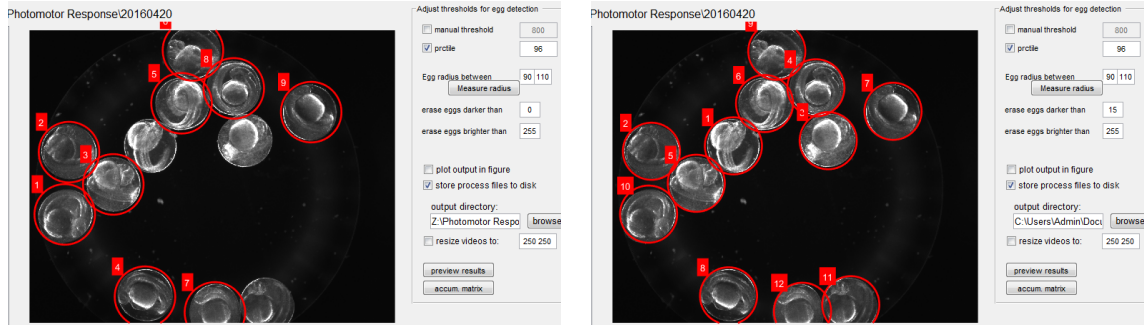 Photomotor Response\20160420
6
8
5
9
2
3
1
4
7
Adjust thresholds for egg detection
manual threshold 800
prctile 96
Egg radius between 90 110
Measure radius
erase eggs darker than 0
erase eggs brighter than 255
plot output in figure
store process files to disk
output directory:
Z:\Photomotor Respo browse
resize videos to: 250 250
preview results
accum. matrix
Photomotor Response\20160420
9
4
6
7
1
3
2
5
10
8
12
11
Adjust thresholds for egg detection
manual threshold 800
prctile 96
Egg radius between 90 110
Measure radius
erase eggs darker than 15
erase eggs brighter than 255
plot output in figure
store process files to disk
output directory:
C:\Users\Admin\Docu browse
resize videos to: 250 250
preview results
accum. matrix